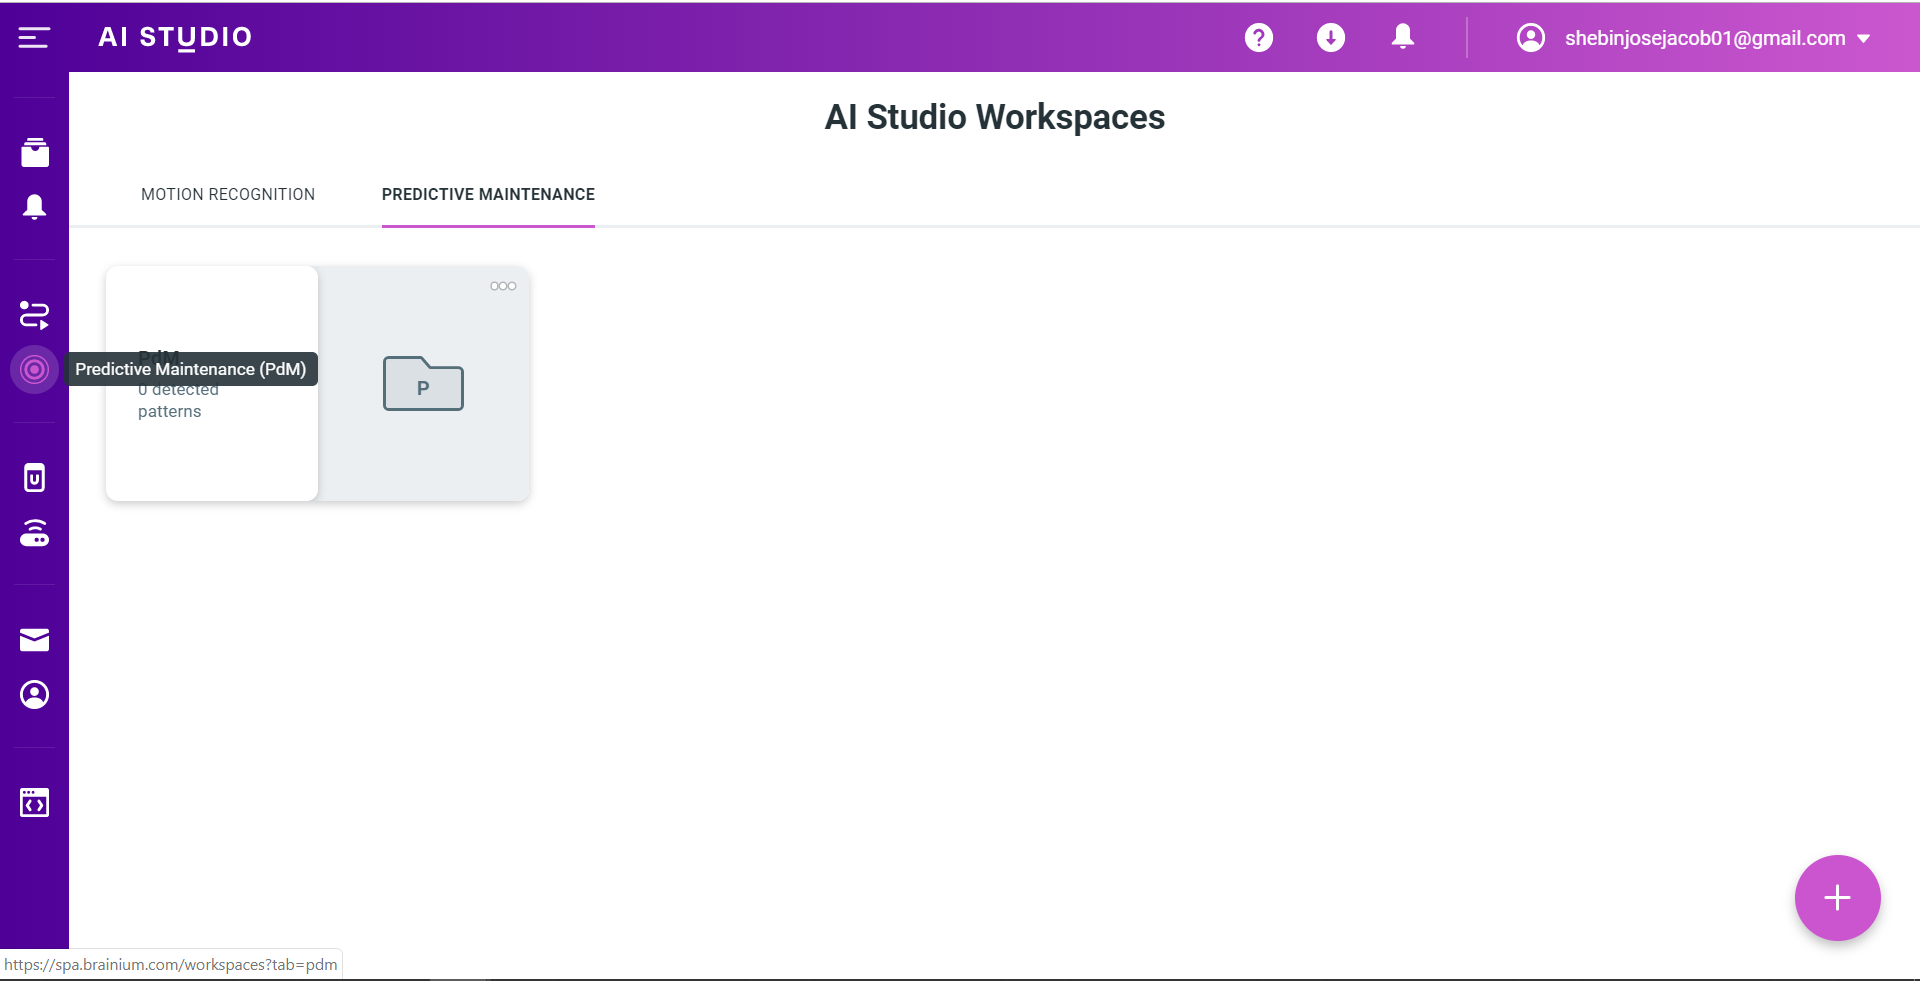 AI STUDIO
shebinjosejacob01@gmail.com
AI Studio Workspaces
MOTION RECOGNITION
PREDICTIVE MAINTENANCE
PdM
Predictive Maintenance (PdM)
0 detected
patterns
P
https://spa.brainium.com/workspaces?tab=pdm